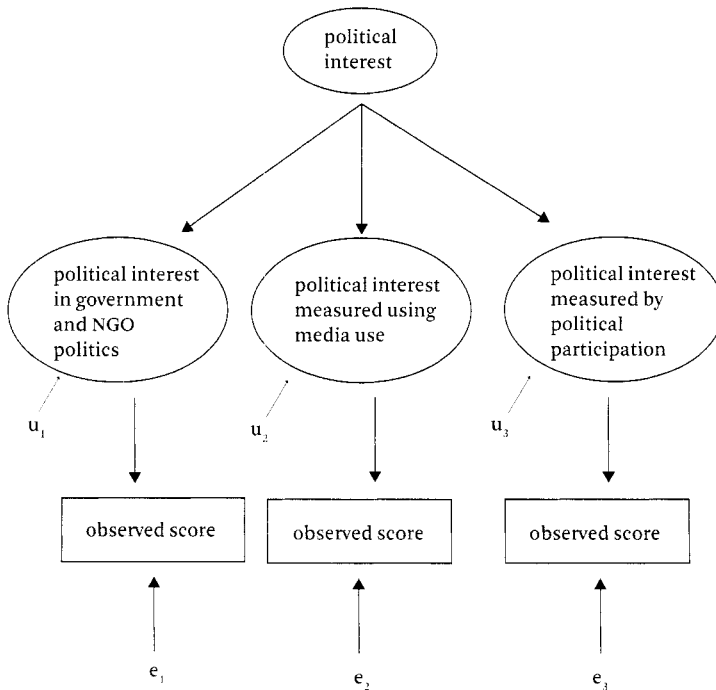 political
interest
political interest
in government
and NGO
politics
political interest
measured using
media use
political interest
measured by
political
participation
u₁
u₂
u₃
observed score
observed score
observed score
e₁
e₂
e₃